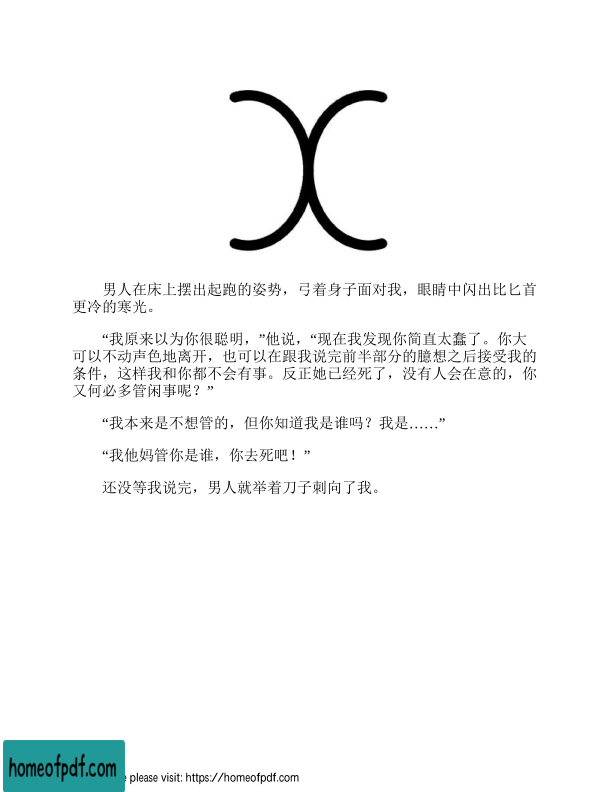 男人在床上摆出起跑的姿势，弓着身子面对我，眼睛中闪出比匕首
更冷的寒光。
“我原来以为你很聪明，”他说，“现在我发现你简直太蠢了。你大
可以不动声色地离开，也可以在跟我说完前半部分的臆想之后接受我的
条件，这样我和你都不会有事。反正她已经死了，没有人会在意的，你
又何必多管闲事呢？”
“我本来是不想管的，但你知道我是谁吗？我是……”
“我他妈管你是谁，你去死吧！”
还没等我说完，男人就举着刀子刺向了我。
homeofpdf.com
e please visit: https://homeofpdf.com